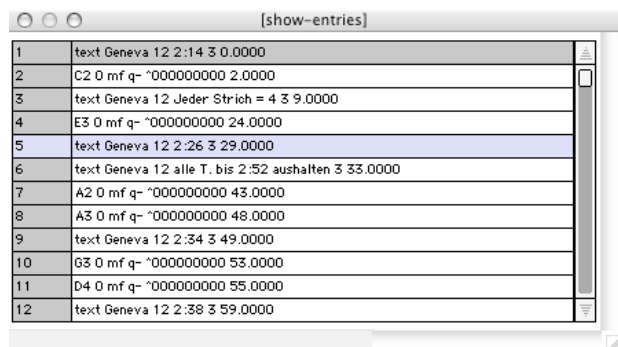 [show-entries]
1 text Geneva 12 2:14 3 0.0000
2 C2 0 mf q- ^000000000 2.0000
3 text Geneva 12 Jeder Strich = 4 3 9.0000
4 E3 0 mf q- ^000000000 24.0000
5 text Geneva 12 2:26 3 29.0000
6 text Geneva 12 alle T. bis 2:52 aushalten 3 33.0000
7 A2 0 mf q- ^000000000 43.0000
8 A3 0 mf q- ^000000000 48.0000
9 text Geneva 12 2:34 3 49.0000
10 G3 0 mf q- ^000000000 53.0000
11 D4 0 mf q- ^000000000 55.0000
12 text Geneva 12 2:38 3 59.0000